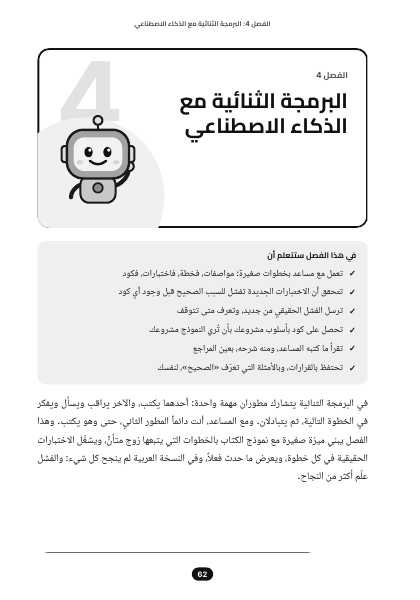 الفصل 4: البرمجة الثنائية مع الذكاء الاصطناعي
4
الفصل 4
البرمجة الثنائية مع
الذكاء الاصطناعي
في هذا الفصل ستتعلم أن
✓ تعمل مع مساعد بخطوات صغيرة: مواصفات، فخطة، فاختبارات، فكود
✓ تتحقق أن الاختبارات الجديدة تفشل للسبب الصحيح قبل وجود أي كود
✓ ترسل الفشل الحقيقي من جديد، وتعرف متى تتوقف
✓ تحصل على كود بأسلوب مشروعك بأن تُري النموذج مشروعك
✓ تقرأ ما كتبه المساعد، ومنه شرحه، بعين المراجع
✓ تحتفظ بالقرارات، وبالأمثلة التي تعرّف «الصحيح»، لنفسك
في البرمجة الثنائية يتشارك مطوران مهمة واحدة: أحدهما يكتب، والآخر يراقب ويسأل ويفكر
في الخطوة التالية، ثم يتبادلان. ومع المساعد، أنت دائماً المطور الثاني، حتى وهو يكتب. وهذا
الفصل يبني ميزة صغيرة مع نموذج الكتاب بالخطوات التي يتبعها زوج متأنٍّ، ويشغّل الاختبارات
الحقيقية في كل خطوة، ويعرض ما حدث فعلاً. وفي النسخة العربية لم ينجح كل شيء: والفشل
علّم أكثر من النجاح.
62